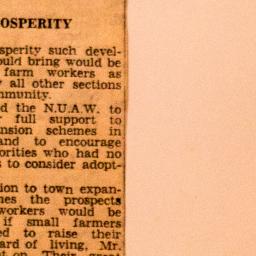 OSPERITY
sperity such devel-
ould bring would be
farm workers as
all other sections
mmunity.
d the N.U.A.W. to
full support to
nsion schemes in
and to encourage
orities who had no
s to consider adopt-
ion to town expan-
mes the prospects
workers would be
if small farmers
ed to raise their
ard of living, Mr.